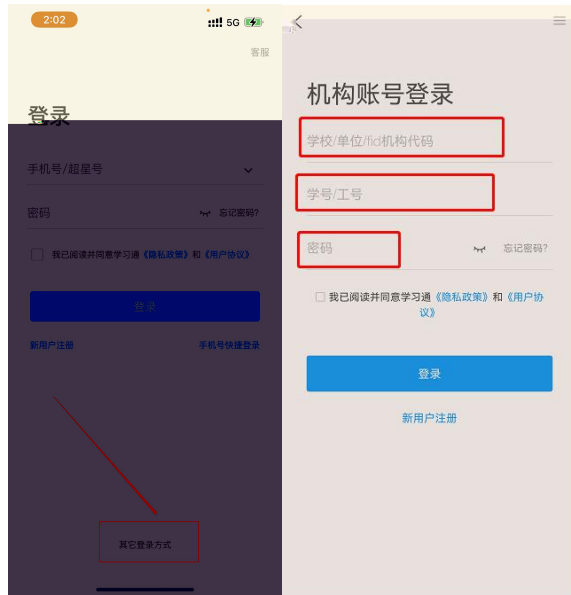 2:02
5G
客服
登录
手机号/超星号
密码
忘记密码?
我已阅读并同意学习通《隐私政策》和《用户协议》
登录
新用户注册
手机号快捷登录
其它登录方式
机构账号登录
学校/单位/fid机构代码
学号/工号
密码
忘记密码?
我已阅读并同意学习通《隐私政策》和《用户协
议》
登录
新用户注册